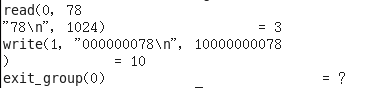 read(0, 78
"78\n", 1024)                   = 3
write(1, "000000078\n", 10000000078
)             = 10
exit_group(0)           _               = ?